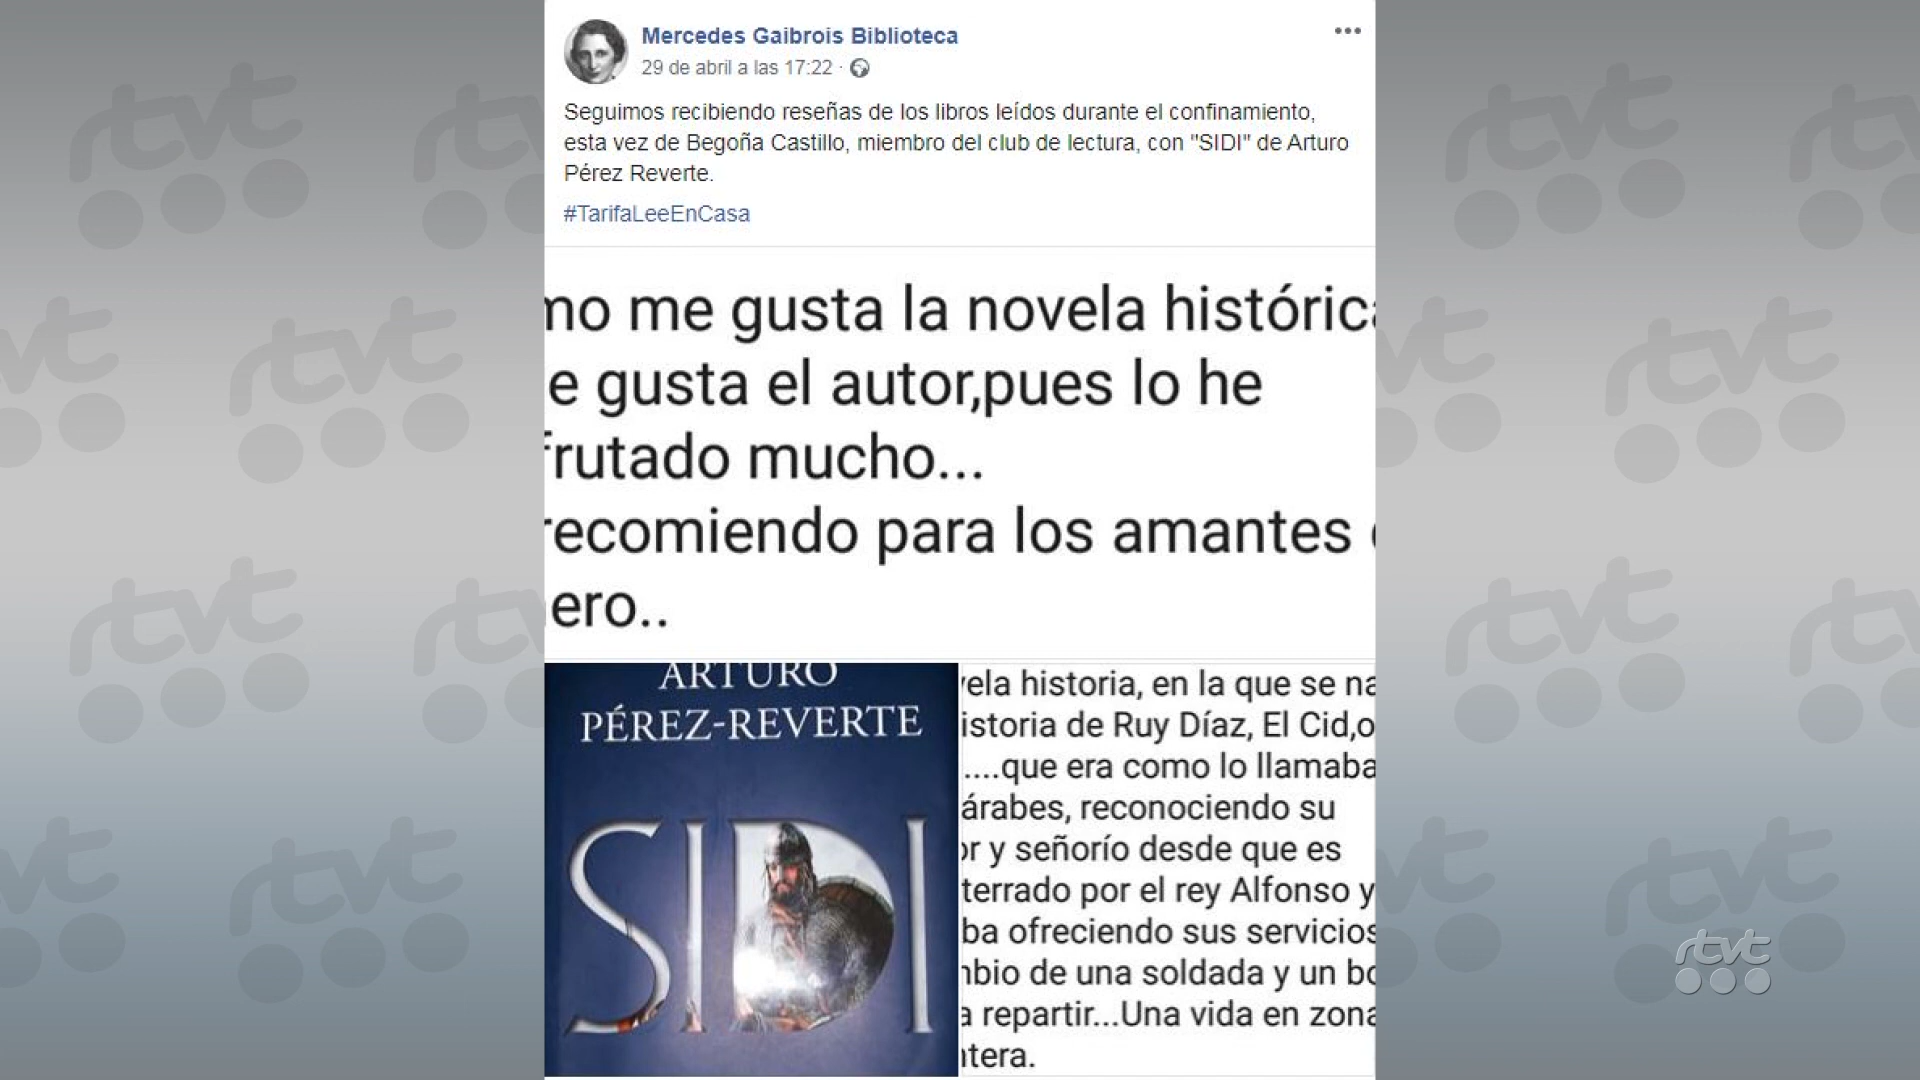 Mercedes Gaibrois Biblioteca
29 de abril a las 17:22 ·
Seguimos recibiendo reseñas de los libros leídos durante el confinamiento,
esta vez de Begoña Castillo, miembro del club de lectura, con "SIDI" de Arturo
Pérez Reverte.
#TarifaLeeEnCasa
mo me gusta la novela histórica
e gusta el autor,pues lo he
frutado mucho...
recomiendo para los amantes
ero..
ARTURO
PÉREZ-REVERTE
SIDI
ela historia, en la que se na
istoria de Ruy Díaz, El Cid,o
....que era como lo llamaba
árabes, reconociendo su
or y señorío desde que es
terrado por el rey Alfonso y
ba ofreciendo sus servicios
mbio de una soldada y un bo
a repartir...Una vida en zona
ntera.
rtvt